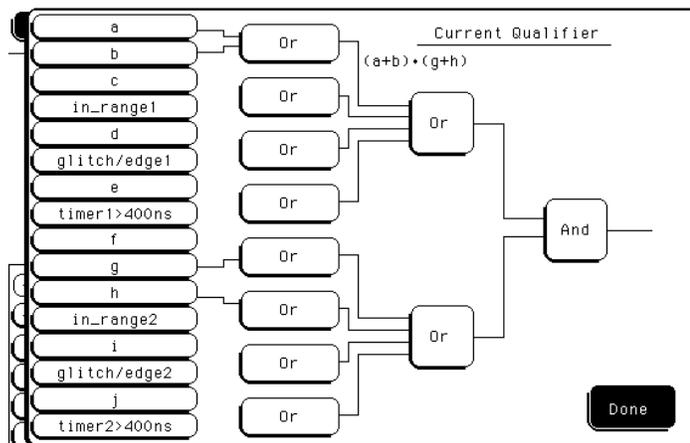 a
b
c
in_range1
d
glitch/edge1
e
timer1>400ns
f
g
h
in_range2
i
glitch/edge2
j
timer2>400ns
Or
Or
Or
Or
Or
Or
Or
Or
Current Qualifier
(a+b)•(g+h)
Or
Or
And
Done